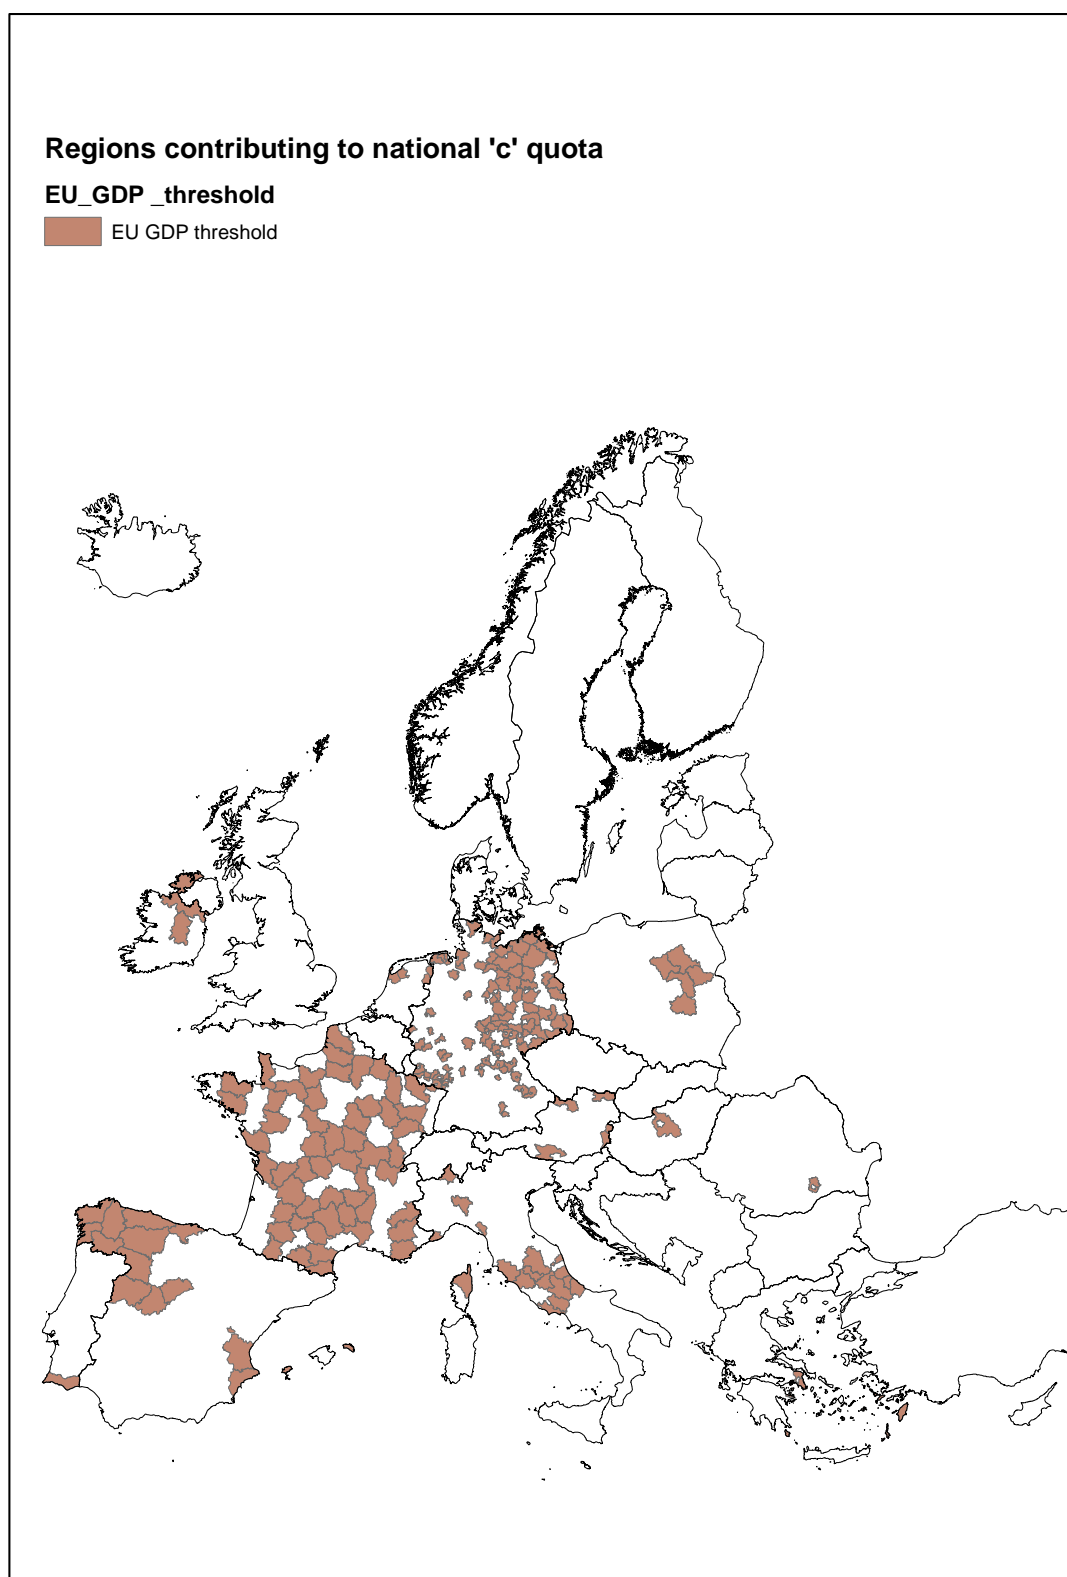 Regions contributing to national 'c' quota
EU_GDP _threshold
EU GDP threshold